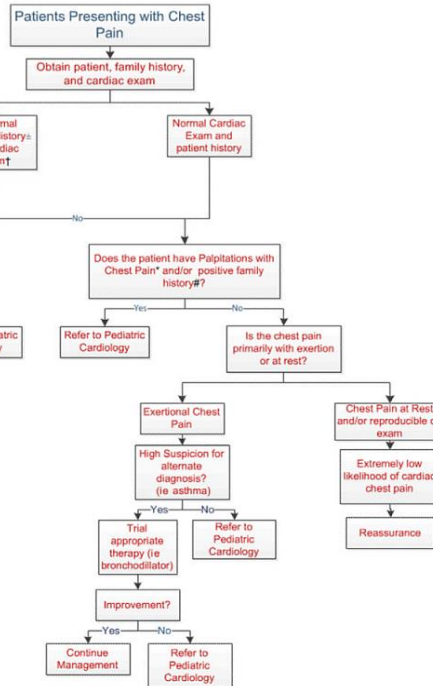 Patients Presenting with Chest
Pain
Obtain patient, family history,
and cardiac exam
Normal Cardiac
Exam and
patient history
No
Does the patient have Palpitations with
Chest Pain* and/or positive family
history#?
Yes
No
Refer to Pediatric
Cardiology
Is the chest pain
primarily with exertion
or at rest?
Exertional Chest
Pain
Chest Pain at Rest
and/or reproducible
exam
High Suspicion for
alternate
diagnosis?
(ie asthma)
Extremely low
likelihood of cardiac
chest pain
Yes
No
Trial
appropriate
therapy (ie
bronchodillator)
Refer to
Pediatric
Cardiology
Reassurance
Improvement?
Yes
No
Continue
Management
Refer to
Pediatric
Cardiology